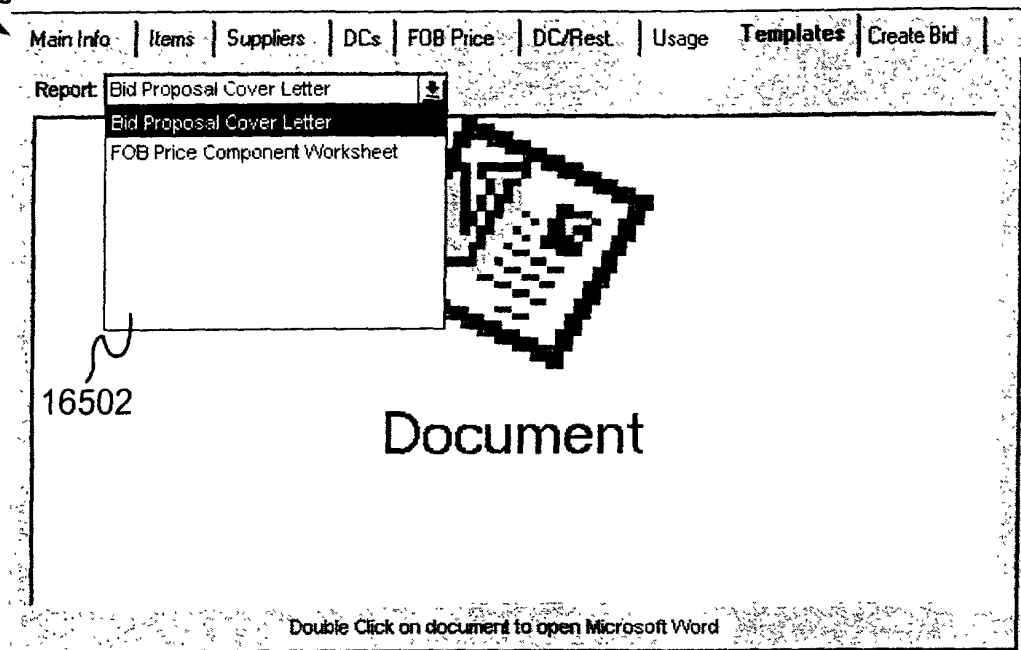 Main Info Items Suppliers DCs FOB Price DC/Rest. Usage Templates Create Bid
Report: Bid Proposal Cover Letter
Bid Proposal Cover Letter
FOB Price Component Worksheet
16502
Document
Double Click on document to open Microsoft Word